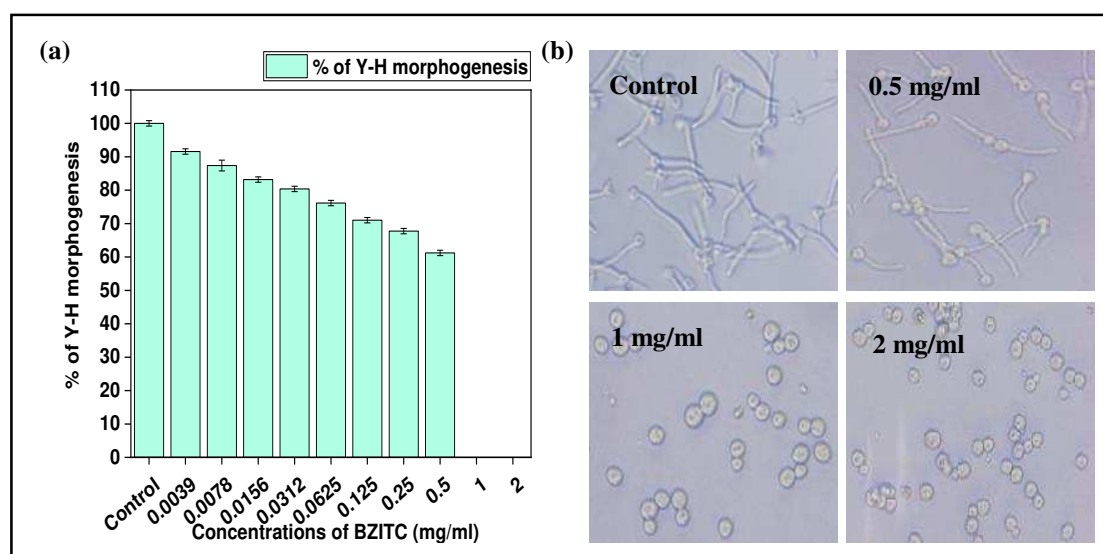 (a)
% of Y-H morphogenesis
% of Y-H morphogenesis
110
100
90
80
70
60
50
40
30
20
10
0
Control
0.0039
0.0078
0.0156
0.0312
0.0625
0.125
0.25
0.5
1
2
Concentrations of BZITC (mg/ml)
(b)
Control
0.5 mg/ml
1 mg/ml
2 mg/ml